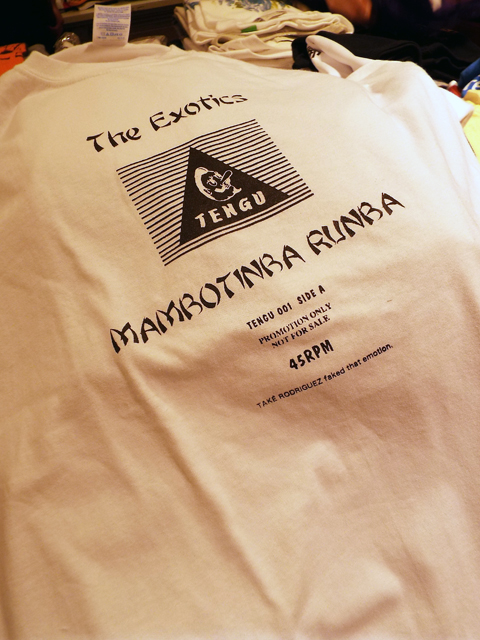 The Exotics
TENGU
MAMBOTINBA RUNBA
TENGU 001 SIDE A
PROMOTION ONLY
NOT FOR SALE
45RPM
TAKE RODRIGUEZ faked that emotion.